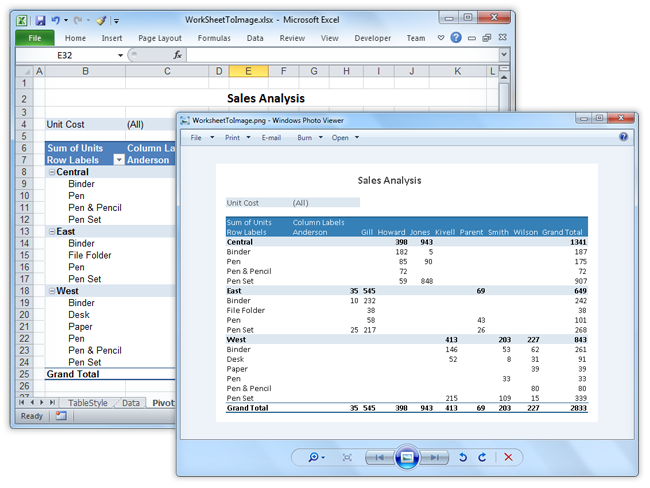 WorkSheetToImage.xlsx - Microsoft Excel
File Home Insert Page Layout Formulas Data Review View Developer Team
E32 fx
A B C D E F G H I J K L
1
2 Sales Analysis
3
4 Unit Cost (All)
5
6 Sum of Units Column La
7 Row Labels Anderson
8 Central
9 Binder
10 Pen
11 Pen & Pencil
12 Pen Set
13 East
14 Binder
15 File Folder
16 Pen
17 Pen Set
18 West
19 Binder
20 Desk
21 Paper
22 Pen
23 Pen & Pencil
24 Pen Set
25 Grand Total
26
27
TableStyle Data Pivot
Ready
WorksheetToImage.png - Windows Photo Viewer
File Print E-mail Burn Open
Sales Analysis
Unit Cost (All)
Sum of Units Column Labels
Row Labels Anderson Gill Howard Jones Kivell Parent Smith Wilson Grand Total
Central 398 943 1341
Binder 182 5 187
Pen 85 90 175
Pen & Pencil 72 72
Pen Set 59 848 907
East 35 545 69 649
Binder 10 232 242
File Folder 38 38
Pen 58 43 101
Pen Set 25 217 26 268
West 413 203 227 843
Binder 146 53 62 261
Desk 52 8 31 91
Paper 39 39
Pen 33 33
Pen & Pencil 80 80
Pen Set 215 109 15 339
Grand Total 35 545 398 943 413 69 203 227 2833